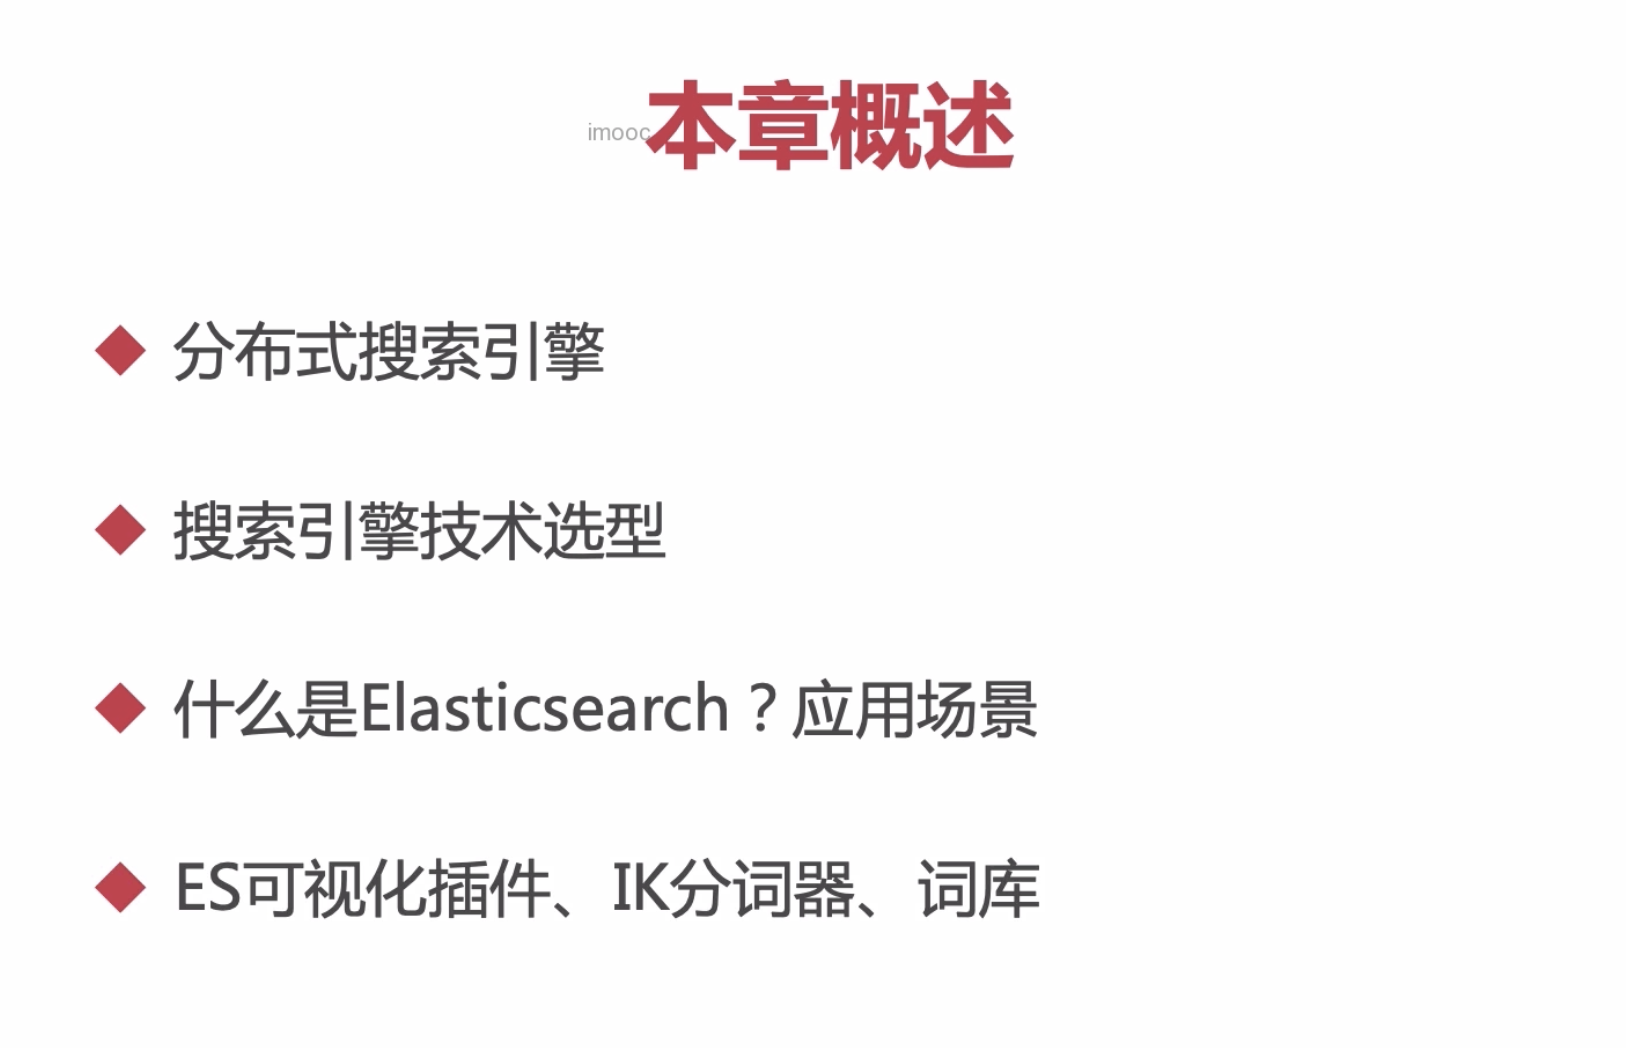 imooc
本章概述
分布式搜索引擎
搜索引擎技术选型
什么是Elasticsearch？应用场景
ES可视化插件、IK分词器、词库